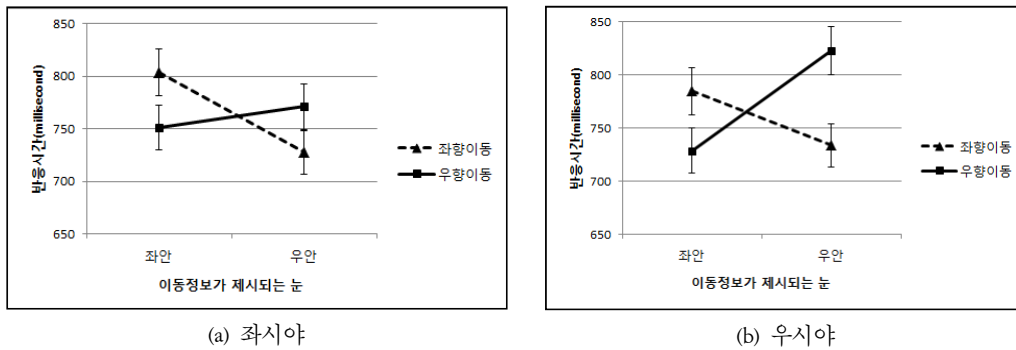 850
800
750
700
650
반응시간(millisecond)
좌안
우안
이동정보가 제시되는 눈
좌향이동
우향이동
(a) 좌시야
850
800
750
700
650
반응시간(millisecond)
좌안
우안
이동정보가 제시되는 눈
좌향이동
우향이동
(b) 우시야